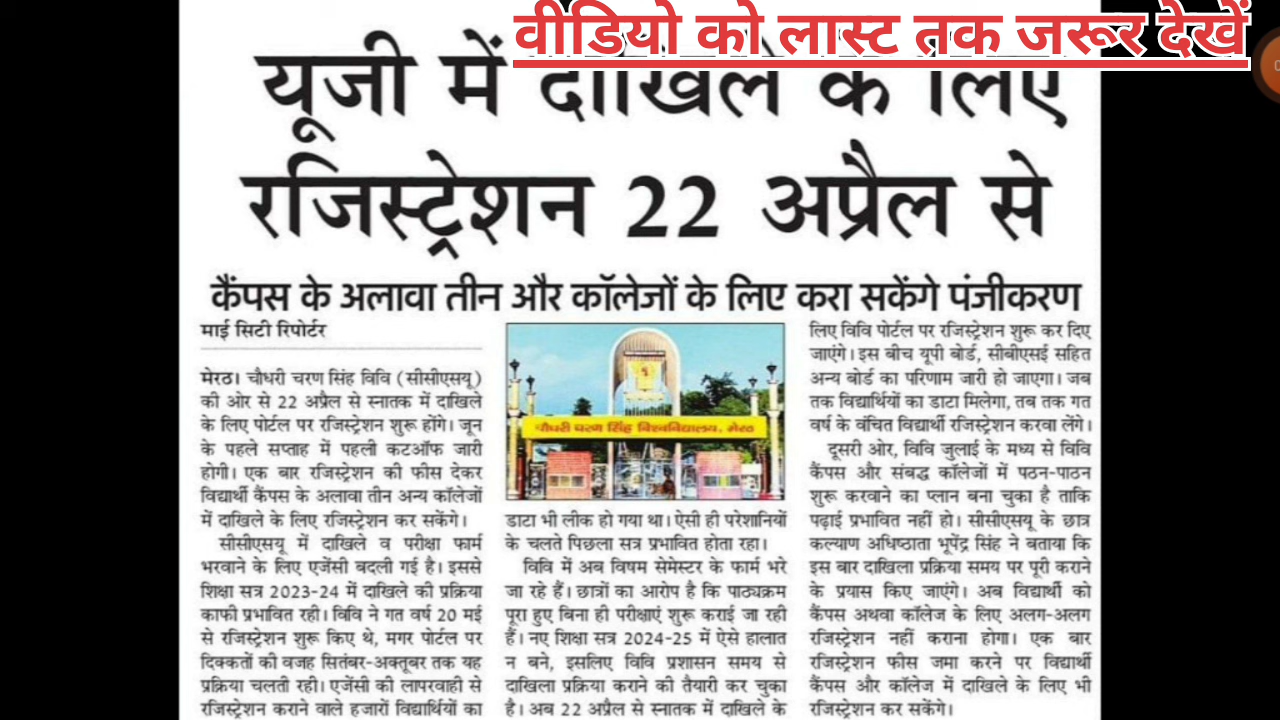 वीडियो को लास्ट तक जरूर देखें
यूजी में दाखिले के लिए
रजिस्ट्रेशन 22 अप्रैल से
कैंपस के अलावा तीन और कॉलेजों के लिए करा सकेंगे पंजीकरण
माई सिटी रिपोर्टर
मेरठ। चौधरी चरण सिंह विवि (सीसीएसयू)
की ओर से 22 अप्रैल से स्नातक में दाखिले
के लिए पोर्टल पर रजिस्ट्रेशन शुरू होंगे। जून
के पहले सप्ताह में पहली कटऑफ जारी
होगी। एक बार रजिस्ट्रेशन की फीस देकर
विद्यार्थी कैंपस के अलावा तीन अन्य कॉलेजों
में दाखिले के लिए रजिस्ट्रेशन कर सकेंगे।
सीसीएसयू में दाखिले व परीक्षा फार्म
भरवाने के लिए एजेंसी बदली गई है। इससे
शिक्षा सत्र 2023-24 में दाखिले की प्रक्रिया
काफी प्रभावित रही। विवि ने गत वर्ष 20 मई
से रजिस्ट्रेशन शुरू किए थे, मगर पोर्टल पर
दिक्कतों की वजह सितंबर-अक्तूबर तक यह
प्रक्रिया चलती रही। एजेंसी की लापरवाही से
रजिस्ट्रेशन कराने वाले हजारों विद्यार्थियों का
चौधरी चरण सिंह विश्वविद्यालय, मेरठ
डाटा भी लीक हो गया था। ऐसी ही परेशानियों
के चलते पिछला सत्र प्रभावित होता रहा।
विवि में अब विषम सेमेस्टर के फार्म भरे
जा रहे हैं। छात्रों का आरोप है कि पाठ्यक्रम
पूरा हुए बिना ही परीक्षाएं शुरू कराई जा रही
हैं। नए शिक्षा सत्र 2024-25 में ऐसे हालात
न बने, इसलिए विवि प्रशासन समय से
दाखिला प्रक्रिया कराने की तैयारी कर चुका
है। अब 22 अप्रैल से स्नातक में दाखिले के
लिए विवि पोर्टल पर रजिस्ट्रेशन शुरू कर दिए
जाएंगे। इस बीच यूपी बोर्ड, सीबीएसई सहित
अन्य बोर्ड का परिणाम जारी हो जाएगा। जब
तक विद्यार्थियों का डाटा मिलेगा, तब तक गत
वर्ष के वंचित विद्यार्थी रजिस्ट्रेशन करवा लेंगे।
दूसरी ओर, विवि जुलाई के मध्य से विवि
कैंपस और संबद्ध कॉलेजों में पठन-पाठन
शुरू करवाने का प्लान बना चुका है ताकि
पढ़ाई प्रभावित नहीं हो। सीसीएसयू के छात्र
कल्याण अधिष्ठाता भूपेंद्र सिंह ने बताया कि
इस बार दाखिला प्रक्रिया समय पर पूरी कराने
के प्रयास किए जाएंगे। अब विद्यार्थी को
कैंपस अथवा कॉलेज के लिए अलग-अलग
रजिस्ट्रेशन नहीं कराना होगा। एक बार
रजिस्ट्रेशन फीस जमा करने पर विद्यार्थी
कैंपस और कॉलेज में दाखिले के लिए भी
रजिस्ट्रेशन कर सकेंगे।